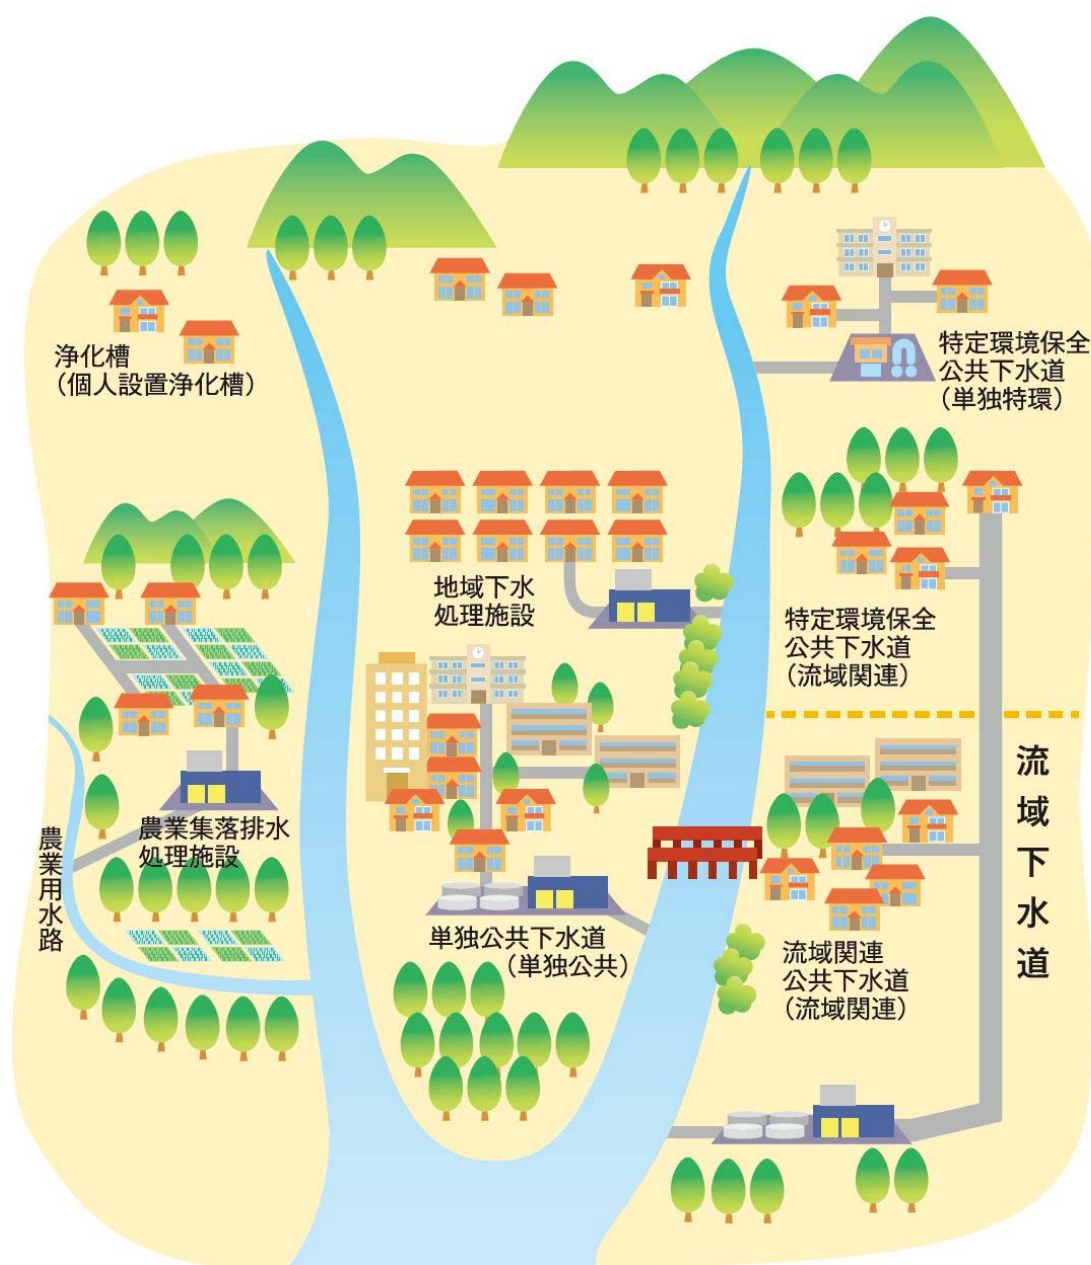 浄化槽
（個人設置浄化槽）
特定環境保全
公共下水道
（単独特環）
地域下水
処理施設
特定環境保全
公共下水道
（流域関連）
農業集落排水
処理施設
農業用水路
単独公共下水道
（単独公共）
流域関連
公共下水道
（流域関連）
流域下水道